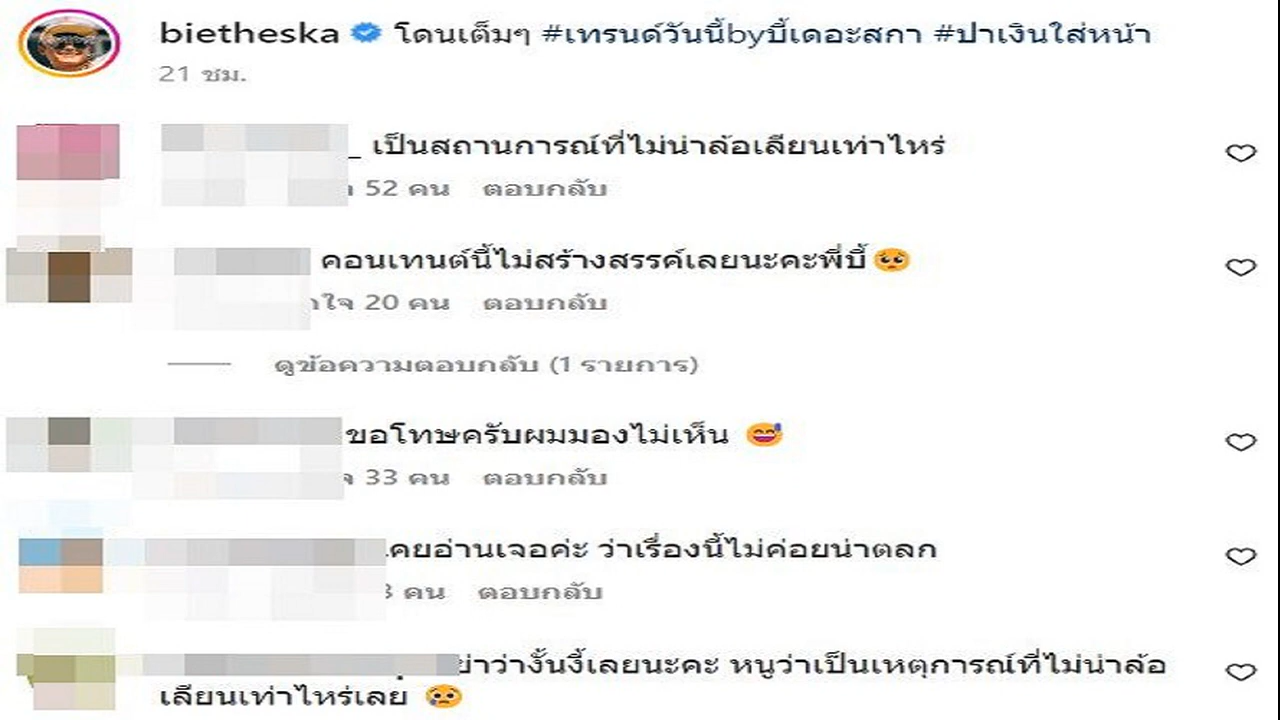 bietheska โดนเต็มๆ #เทรนด์วันนี้byบี้เดอะสกา #ปาเงินใส่หน้า
21 ชม.
เป็นสถานการณ์ที่ไม่น่าล้อเลียนเท่าไหร่
52 คน ตอบกลับ
คอนเทนต์นี้ไม่สร้างสรรค์เลยนะคะพี่บี้🥺
20 คน ตอบกลับ
ดูข้อความตอบกลับ (1 รายการ)
ขอโทษครับผมมองไม่เห็น 😅
33 คน ตอบกลับ
เคยอ่านเจอค่ะ ว่าเรื่องนี้ไม่ค่อยน่าตลก
คน ตอบกลับ
ว่างั้นงี้เลยนะคะ หนูว่าเป็นเหตุการณ์ที่ไม่น่าล้อ
เลียนเท่าไหร่เลย 😢